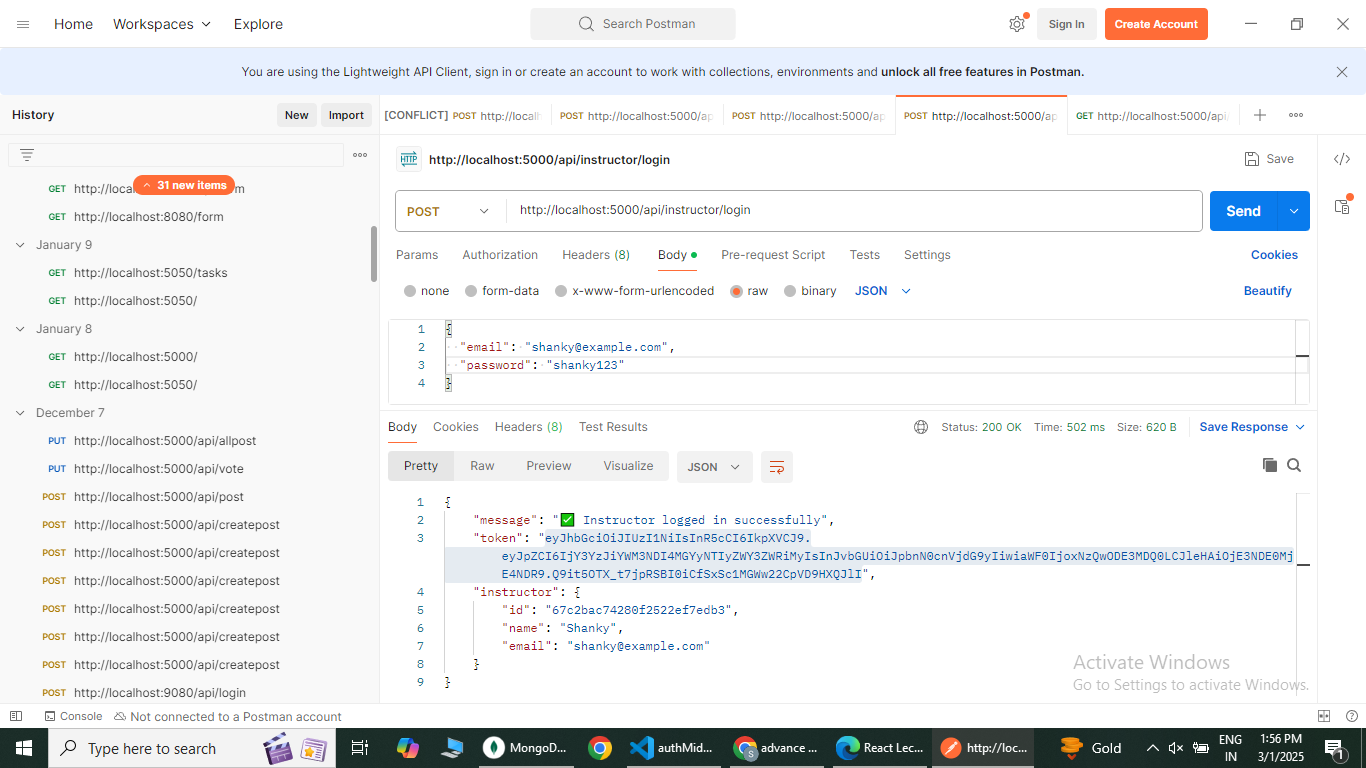 Home Workspaces Explore
Search Postman
Sign In Create Account
You are using the Lightweight API Client, sign in or create an account to work with collections, environments and unlock all free features in Postman.
History
New Import
GET http://loca
31 new items
m
GET http://localhost:8080/form
January 9
GET http://localhost:5050/tasks
GET http://localhost:5050/
January 8
GET http://localhost:5000/
GET http://localhost:5050/
December 7
PUT http://localhost:5000/api/allpost
PUT http://localhost:5000/api/vote
POST http://localhost:5000/api/post
POST http://localhost:5000/api/createpost
POST http://localhost:5000/api/createpost
POST http://localhost:5000/api/createpost
POST http://localhost:5000/api/createpost
POST http://localhost:5000/api/createpost
POST http://localhost:5000/api/createpost
POST http://localhost:9080/api/login
[CONFLICT] POST http://localh
POST http://localhost:5000/ap
POST http://localhost:5000/ap
POST http://localhost:5000/ap
GET http://localhost:5000/api/
HTTP http://localhost:5000/api/instructor/login
Save
POST http://localhost:5000/api/instructor/login
Send
Params Authorization Headers (8) Body Pre-request Script Tests Settings
Cookies
none form-data x-www-form-urlencoded raw binary JSON
Beautify
1 {
2 "email": "shanky@example.com",
3 "password": "shanky123"
4 }
Body Cookies Headers (8) Test Results
Status: 200 OK Time: 502 ms Size: 620 B Save Response
Pretty Raw Preview Visualize JSON
1 {
2 "message": "✅ Instructor logged in successfully",
3 "token": "eyJhbGciOiJIUzI1NiIsInR5cCI6IkpXVCJ9.
eyJpZCI6IjY3YzJiYWM3NDI4MGYyNTIyZWY3ZWRiMyIsInJvbGUiOiJpbnN0cnVjdG9yIiwiaWF0IjoxNzQwODE3MDQ0LCJleHAiOjE3NDE0Mj
E4NDR9.Q9it5OTX_t7jpRSBI0iCfSxSc1MGWw22CpVD9HXQJlI",
4 "instructor": {
5 "id": "67c2bac74280f2522ef7edb3",
6 "name": "Shanky",
7 "email": "shanky@example.com"
8 }
9 }
Activate Windows
Go to Settings to activate Windows.
Console Not connected to a Postman account
Type here to search
MongoD...
authMid...
advance ...
React Lec...
http://loc...
Gold
ENG
IN
1:56 PM
3/1/2025
1